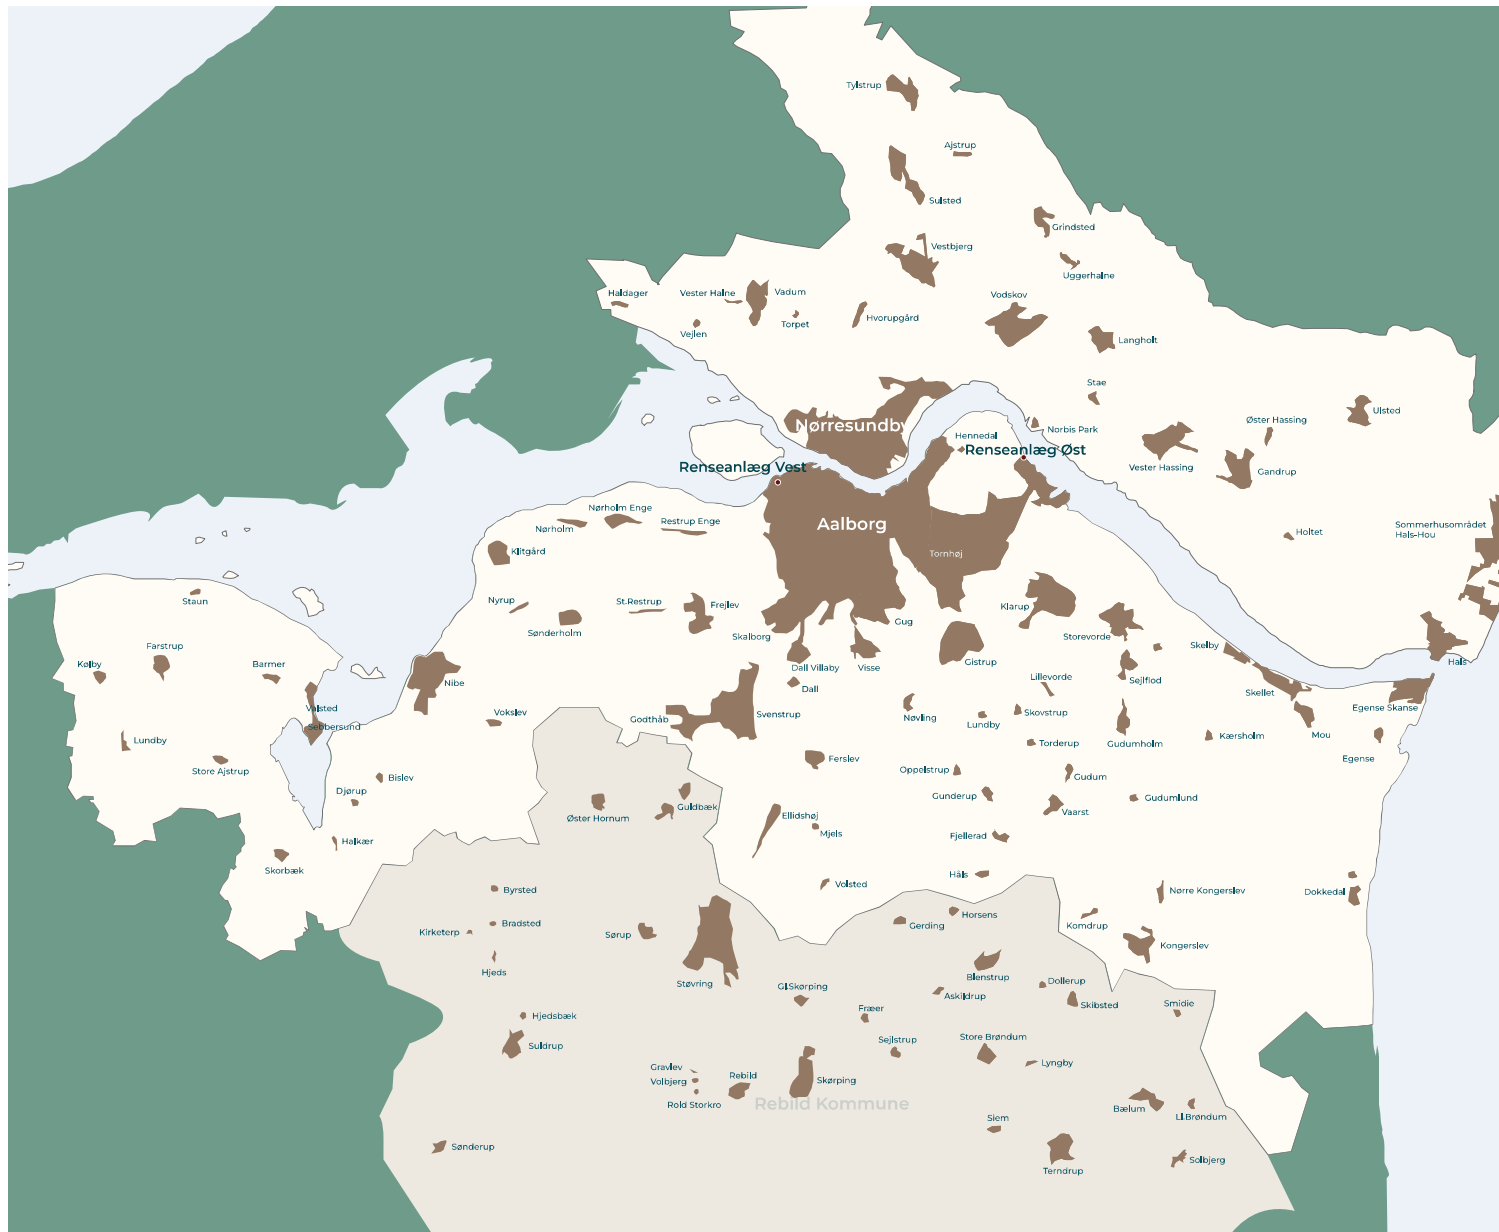 Tylstrup
Ajstrup
Sulsted
Grindsted
Vestbjerg
Uggerhalne
Haldager
Vester Halne
Vadum
Vodskov
Torpet
Hvorupgård
Vejlen
Langholt
Stae
Ulsted
Øster Hassing
Nørresundby
Norbis Park
Hennedal
Renseanlæg Øst
Renseanlæg Vest
Vester Hassing
Gandrup
Nørholm Enge
Nørholm
Restrup Enge
Aalborg
Sommerhusområdet
Hals-Hou
Holtet
Klitgård
Tornhøj
Staun
Nyrup
St.Restrup
Frejlev
Klarup
Sønderholm
Skalborg
Gug
Storevorde
Skelby
Farstrup
Kølby
Barmer
Dall Villaby
Visse
Gistrup
Hals
Nibe
Lillevorde
Sejlflod
Dall
Skellet
Valsted
Egense Skanse
Vokslev
Godthåb
Svenstrup
Nøvling
Lundby
Skovstrup
Sebbersund
Lundby
Torderup
Gudumholm
Kærsholm
Mou
Egense
Store Ajstrup
Ferslev
Oppelstrup
Gudum
Bislev
Djørup
Gunderup
Gudumlund
Øster Hornum
Guldbæk
Ellidshøj
Mjels
Vaarst
Fjellerad
Halkær
Skorbæk
Volsted
Håls
Byrsted
Nørre Kongerslev
Dokkedal
Horsens
Gerding
Komdrup
Bradsted
Kirketerp
Sørup
Kongerslev
Hjeds
Støvring
Blenstrup
Gl.Skørping
Dollerup
Askildrup
Skibsted
Smidie
Fræer
Hjedsbæk
Suldrup
Sejlstrup
Store Brøndum
Lyngby
Gravlev
Volbjerg
Rebild
Skørping
Rold Storkro
Rebild Kommune
Bælum
Ll.Brøndum
Siem
Sønderup
Terndrup
Solbjerg